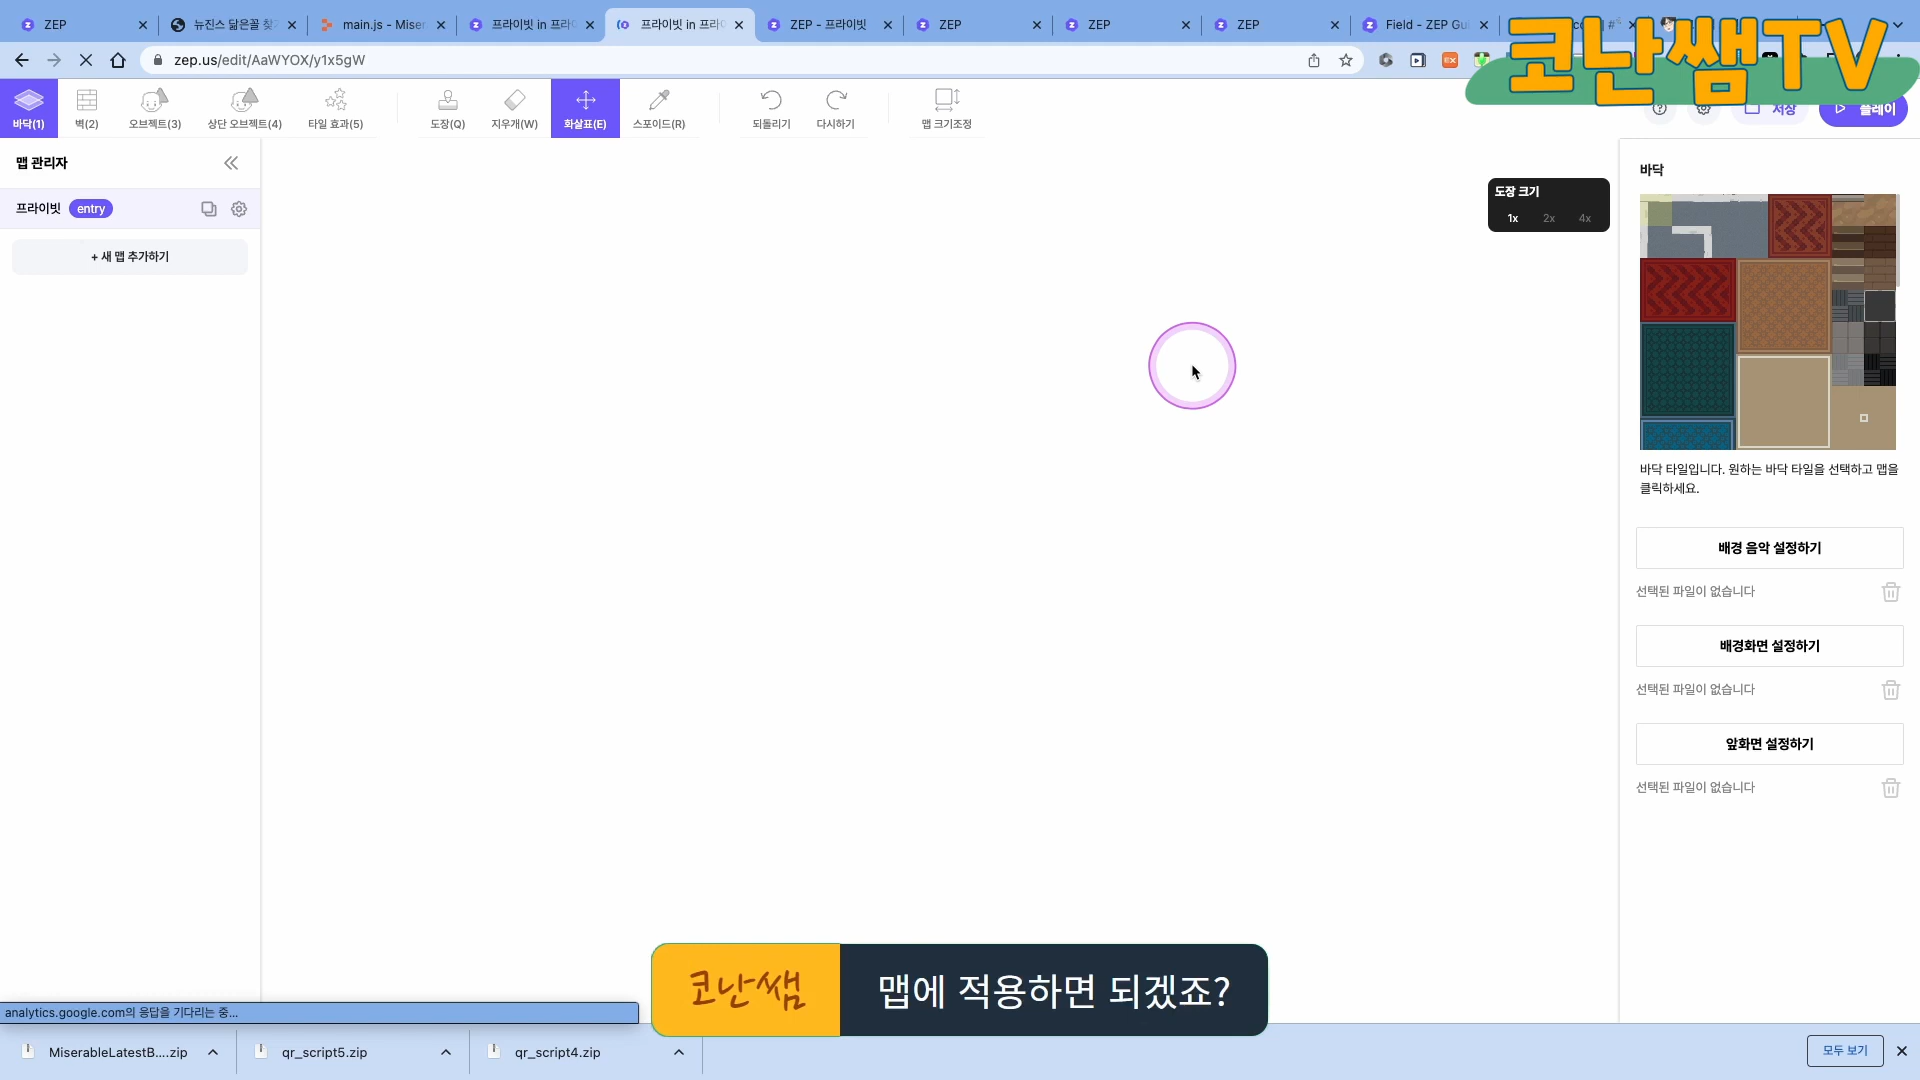 ZEP
뉴진스 닮은꼴 찾
main.js - Miser
프라이빗 in 프라
프라이빗 in 프라
ZEP - 프라이빗
ZEP
ZEP
ZEP
Field - ZEP Gu
코난쌤TV
zep.us/edit/AaWYOX/y1x5gW
바닥(1)
벽(2)
오브젝트(3)
상단 오브젝트(4)
타일 효과(5)
도장(Q)
지우개(W)
화살표(E)
스포이드(R)
되돌리기
다시하기
맵 크기조정
저장
플레이
맵 관리자
프라이빗 entry
+ 새 맵 추가하기
도장 크기
1x 2x 4x
바닥
바닥 타일입니다. 원하는 바닥 타일을 선택하고 맵을
클릭하세요.
배경 음악 설정하기
선택된 파일이 없습니다
배경화면 설정하기
선택된 파일이 없습니다
앞화면 설정하기
선택된 파일이 없습니다
코난쌤 맵에 적용하면 되겠죠?
analytics.google.com의 응답을 기다리는 중...
MiserableLatestB....zip
qr_script5.zip
qr_script4.zip
모두 보기